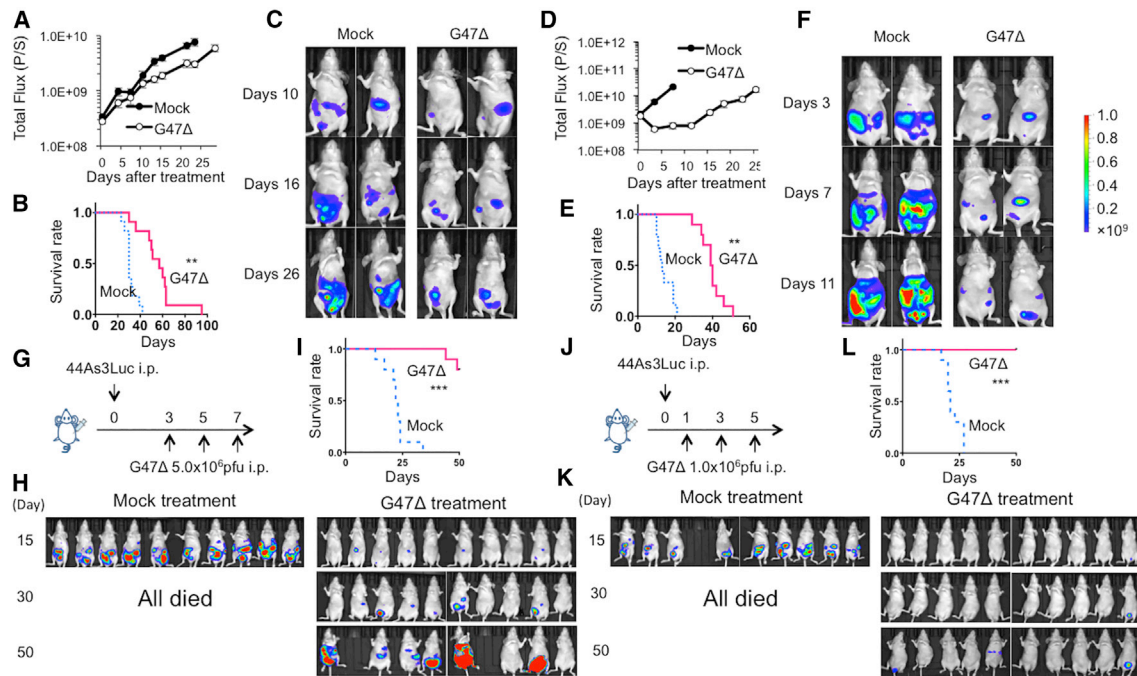 A
1.0E+10
1.0E+09
1.0E+08
Total Flux (P/S)
Mock
G47Δ
0 5 10 15 20 25
Days after treatment
B
1.0
0.5
0.0
Survival rate
**
G47Δ
Mock
0 20 40 60 80 100
Days
C
Mock G47Δ
Days 10
Days 16
Days 26
D
1.0E+12
1.0E+11
1.0E+10
1.0E+09
1.0E+08
Total Flux (P/S)
Mock
G47Δ
0 5 10 15 20 25
Days after treatment
E
1.0
0.5
0.0
Survival rate
**
Mock G47Δ
0 20 40 60
Days
F
Mock G47Δ
Days 3
Days 7
Days 11
1.0
0.8
0.6
0.4
0.2
×10⁹
G
44As3Luc i.p.
0 3 5 7
G47Δ 5.0x10⁶pfu i.p.
H
(Day)
Mock treatment
G47Δ treatment
15
30
All died
50
I
1.0
0.5
0.0
Survival rate
G47Δ
***
Mock
0 25 50
Days
J
44As3Luc i.p.
0 1 3 5
G47Δ 1.0x10⁶pfu i.p.
K
(Day)
Mock treatment
G47Δ treatment
15
30
All died
50
L
1.0
0.5
0.0
Survival rate
G47Δ
***
Mock
0 25 50
Days